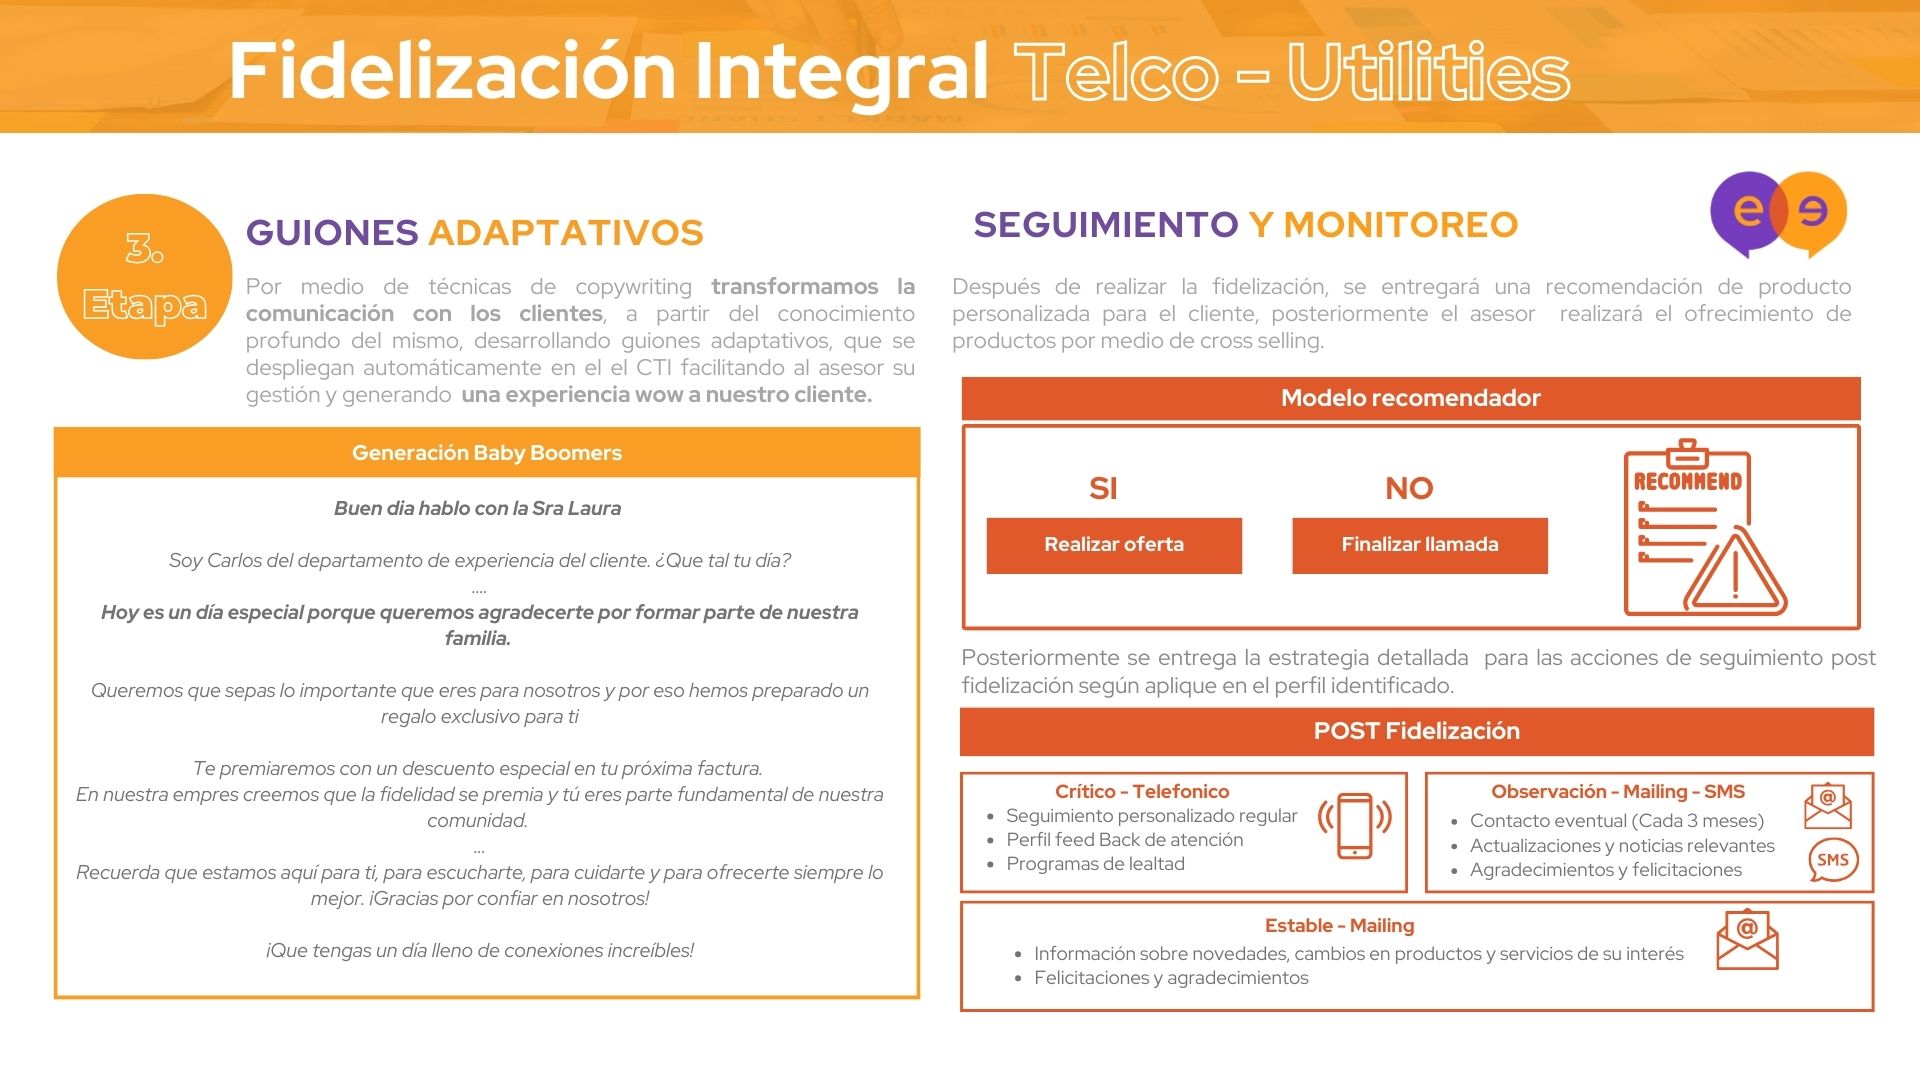 Fidelización Integral Telco - Utilities
3.
Etapa
GUIONES ADAPTATIVOS
Por medio de técnicas de copywriting transformamos la
comunicación con los clientes, a partir del conocimiento
profundo del mismo, desarrollando guiones adaptativos, que se
despliegan automáticamente en el el CTI facilitando al asesor su
gestión y generando una experiencia wow a nuestro cliente.
Generación Baby Boomers
Buen dia hablo con la Sra Laura
Soy Carlos del departamento de experiencia del cliente. ¿Que tal tu día?
....
Hoy es un día especial porque queremos agradecerte por formar parte de nuestra
familia.
Queremos que sepas lo importante que eres para nosotros y por eso hemos preparado un
regalo exclusivo para ti
Te premiaremos con un descuento especial en tu próxima factura.
En nuestra empres creemos que la fidelidad se premia y tú eres parte fundamental de nuestra
comunidad.
...
Recuerda que estamos aquí para ti, para escucharte, para cuidarte y para ofrecerte siempre lo
mejor. ¡Gracias por confiar en nosotros!
¡Que tengas un día lleno de conexiones increíbles!
SEGUIMIENTO Y MONITOREO
e e
Después de realizar la fidelización, se entregará una recomendación de producto
personalizada para el cliente, posteriormente el asesor realizará el ofrecimiento de
productos por medio de cross selling.
Modelo recomendador
SI
NO
Realizar oferta
Finalizar llamada
RECOMMEND
Posteriormente se entrega la estrategia detallada para las acciones de seguimiento post
fidelización según aplique en el perfil identificado.
POST Fidelización
Crítico - Telefonico
• Seguimiento personalizado regular
• Perfil feed Back de atención
• Programas de lealtad
Observación - Mailing - SMS
• Contacto eventual (Cada 3 meses)
• Actualizaciones y noticias relevantes
• Agradecimientos y felicitaciones
@
SMS
Estable - Mailing
• Información sobre novedades, cambios en productos y servicios de su interés
• Felicitaciones y agradecimientos
@